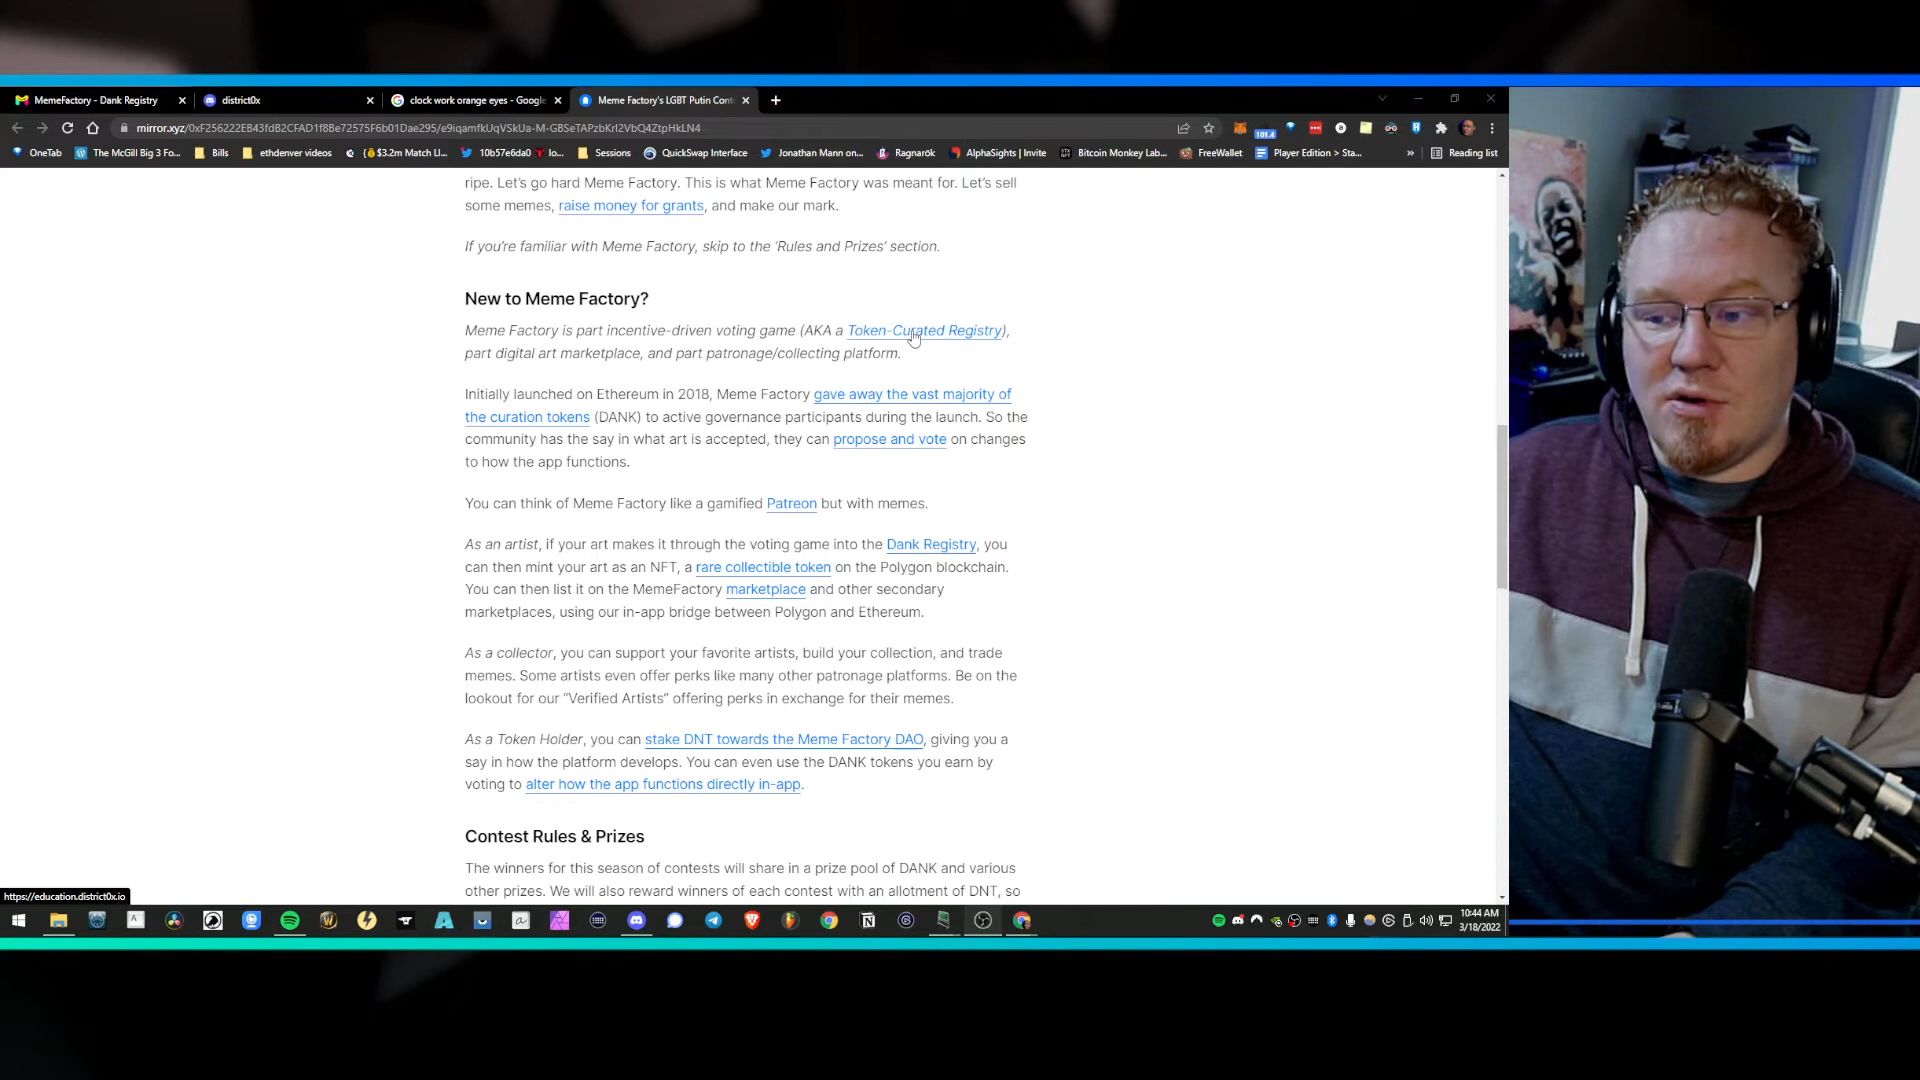 MemeFactory - Dank Registry
district0x
clock work orange eyes - Google
Meme Factory's LGBT Putin Cont
mirror.xyz/0xF256222EB43fdB2CFAD1f8Be72575F6b01Dae295/e9iqamfkUqVSkUa-M-GBSeTAPzbKrI2VbQ4ZtpHkLN4
101.4
OneTab
The McGill Big 3 Fo...
Bills
ethdenver videos
($3.2m Match LI...
10b57e6da0
lo...
Sessions
QuickSwap Interface
Jonathan Mann on...
Ragnarök
AlphaSights | Invite
Bitcoin Monkey Lab...
FreeWallet
Player Edition > Sta...
»
Reading list
ripe. Let's go hard Meme Factory. This is what Meme Factory was meant for. Let's sell
some memes, raise money for grants, and make our mark.
If you're familiar with Meme Factory, skip to the 'Rules and Prizes' section.
New to Meme Factory?
Meme Factory is part incentive-driven voting game (AKA a Token-Curated Registry),
part digital art marketplace, and part patronage/collecting platform.
Initially launched on Ethereum in 2018, Meme Factory gave away the vast majority of
the curation tokens (DANK) to active governance participants during the launch. So the
community has the say in what art is accepted, they can propose and vote on changes
to how the app functions.
You can think of Meme Factory like a gamified Patreon but with memes.
As an artist, if your art makes it through the voting game into the Dank Registry, you
can then mint your art as an NFT, a rare collectible token on the Polygon blockchain.
You can then list it on the MemeFactory marketplace and other secondary
marketplaces, using our in-app bridge between Polygon and Ethereum.
As a collector, you can support your favorite artists, build your collection, and trade
memes. Some artists even offer perks like many other patronage platforms. Be on the
lookout for our “Verified Artists” offering perks in exchange for their memes.
As a Token Holder, you can stake DNT towards the Meme Factory DAO, giving you a
say in how the platform develops. You can even use the DANK tokens you earn by
voting to alter how the app functions directly in-app.
Contest Rules & Prizes
The winners for this season of contests will share in a prize pool of DANK and various
other prizes. We will also reward winners of each contest with an allotment of DNT, so
https://education.district0x.io
10:44 AM
3/18/2022